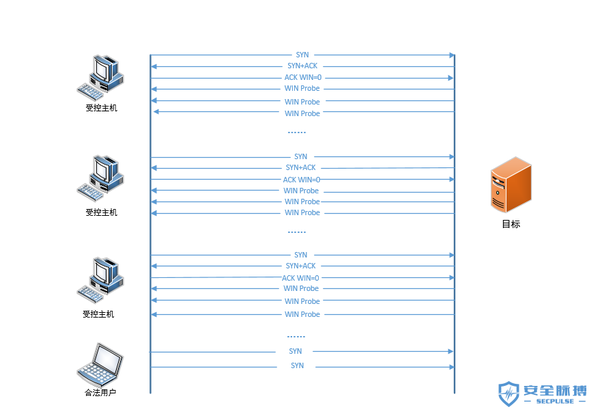 SYN
SYN+ACK
ACK WIN=0
WIN Probe
WIN Probe
WIN Probe
受控主机
......
SYN
SYN+ACK
ACK WIN=0
WIN Probe
WIN Probe
WIN Probe
受控主机
目标
......
SYN
SYN+ACK
ACK WIN=0
WIN Probe
WIN Probe
WIN Probe
受控主机
......
SYN
SYN
合法用户
安全脉搏
SECPULSE